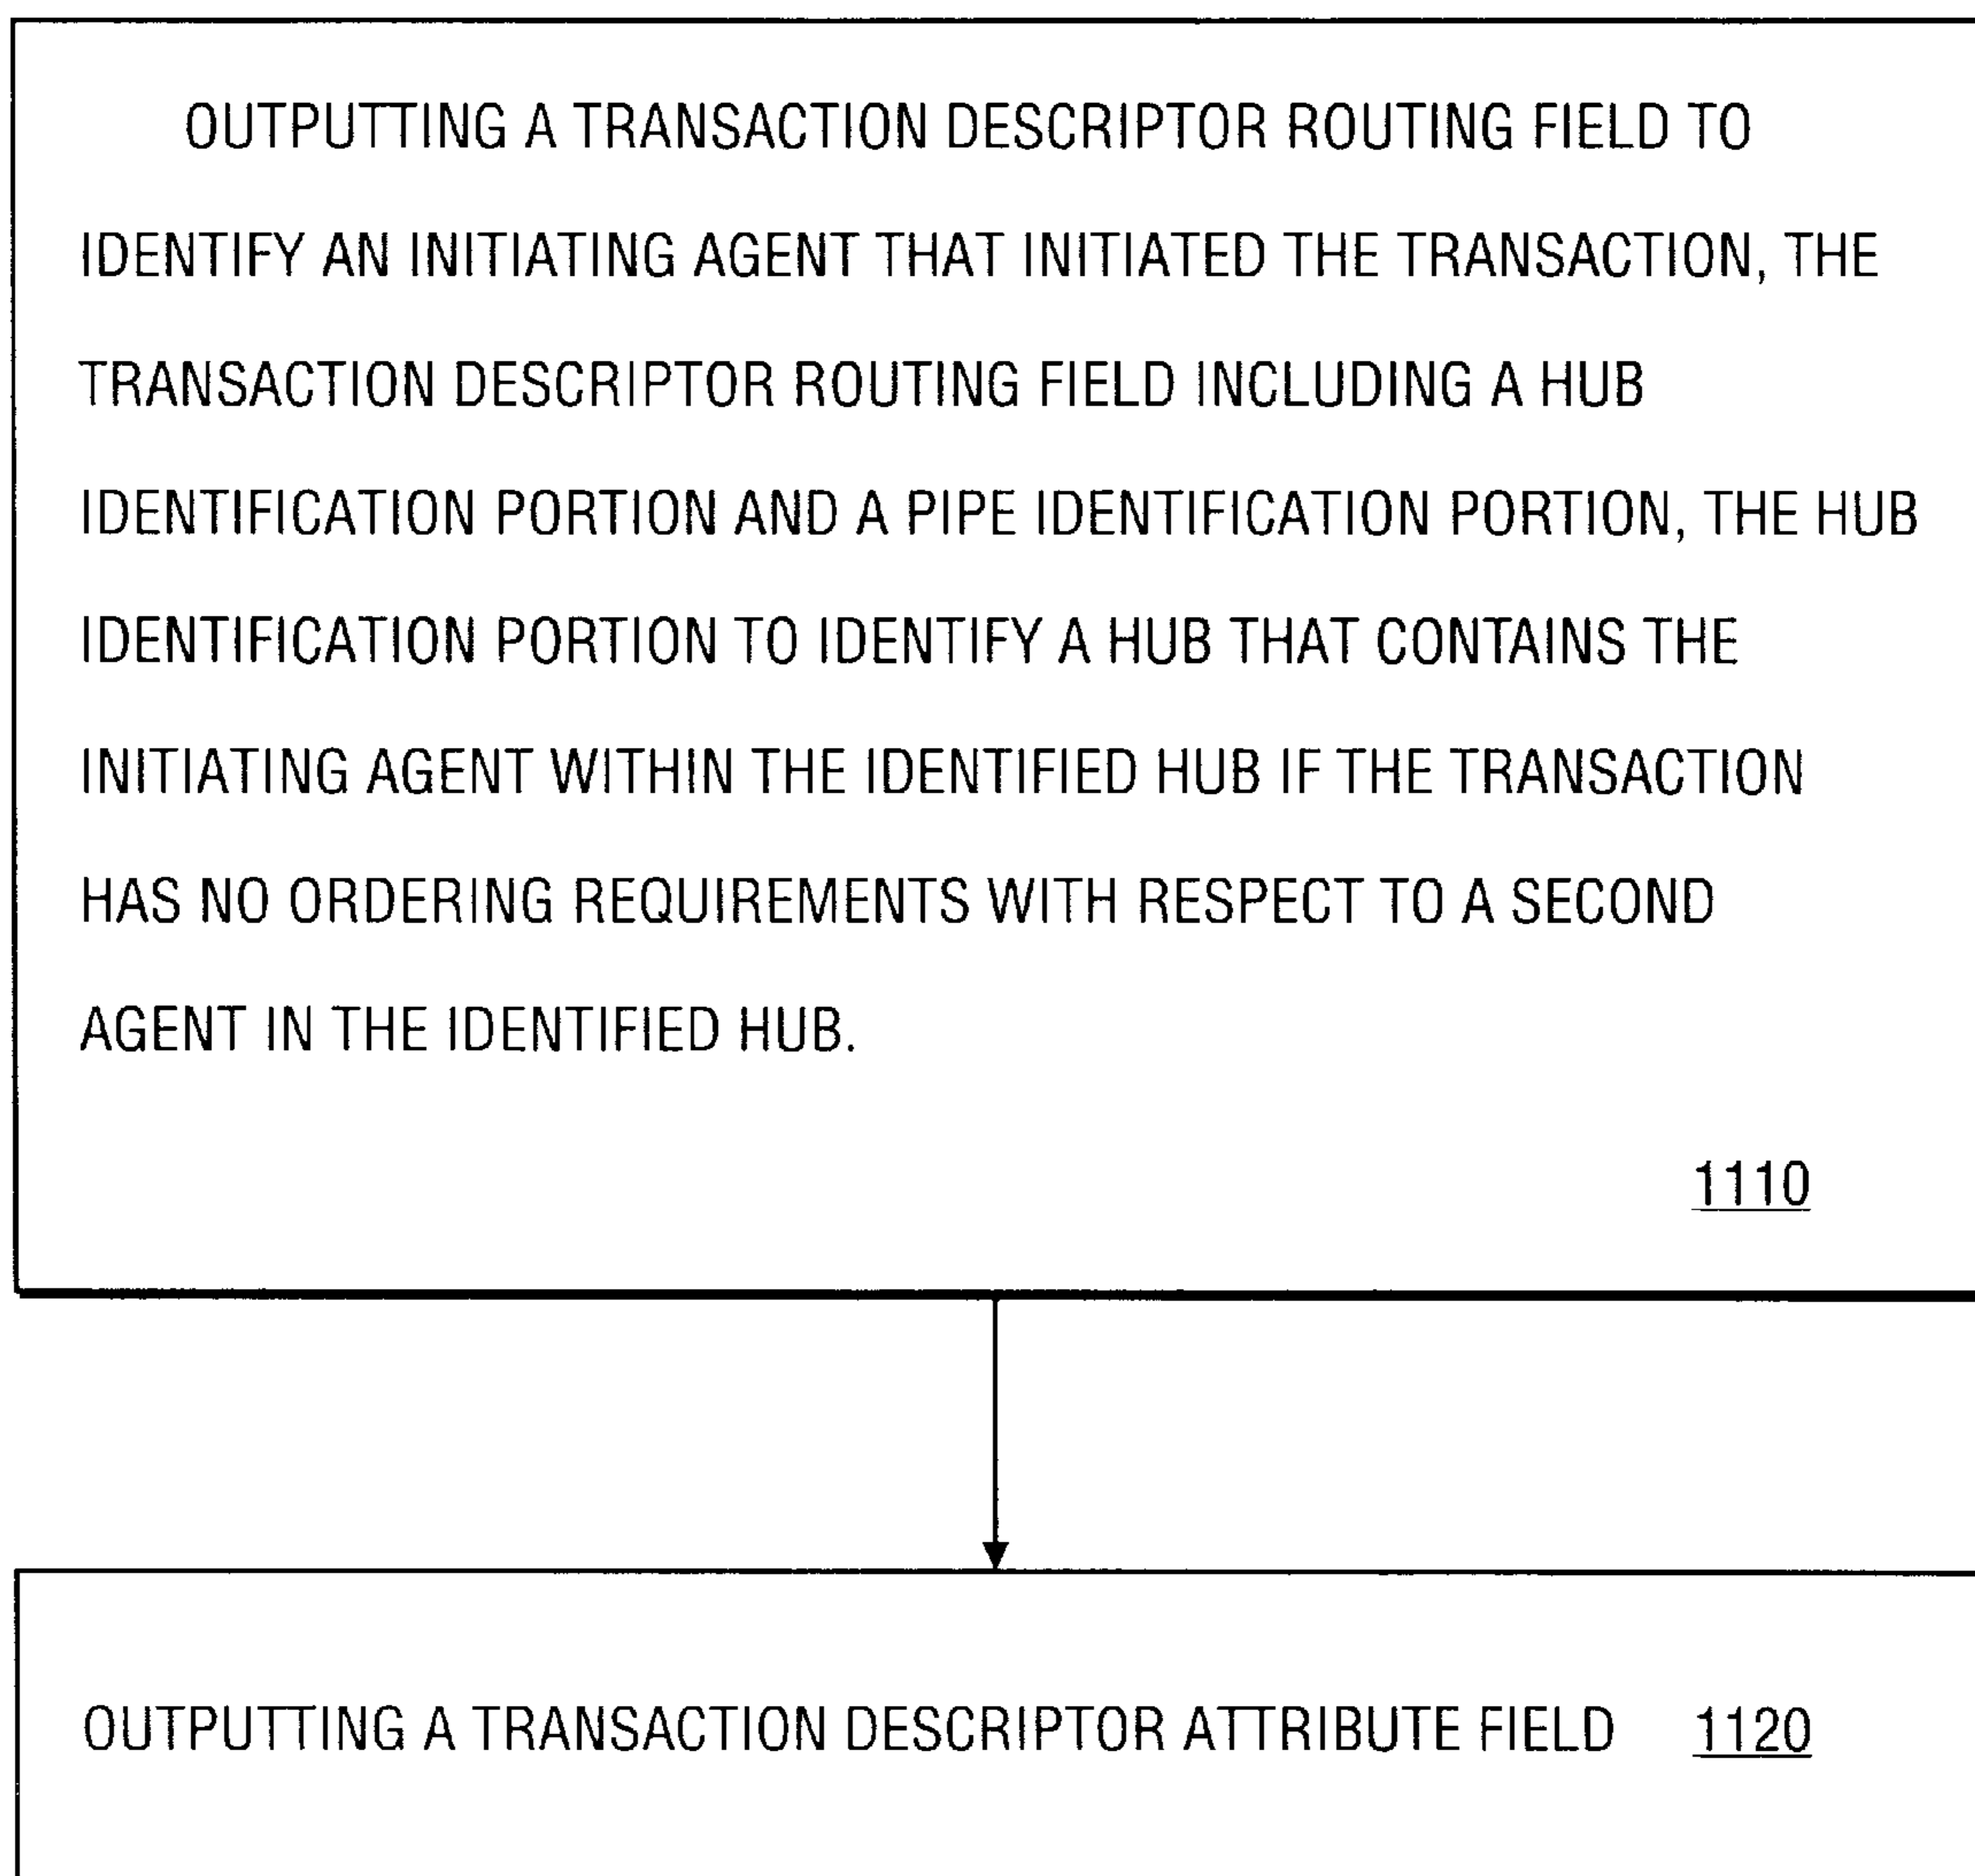 OUTPUTTING A TRANSACTION DESCRIPTOR ROUTING FIELD TO
IDENTIFY AN INITIATING AGENT THAT INITIATED THE TRANSACTION, THE
TRANSACTION DESCRIPTOR ROUTING FIELD INCLUDING A HUB
IDENTIFICATION PORTION AND A PIPE IDENTIFICATION PORTION, THE HUB
IDENTIFICATION PORTION TO IDENTIFY A HUB THAT CONTAINS THE
INITIATING AGENT WITHIN THE IDENTIFIED HUB IF THE TRANSACTION
HAS NO ORDERING REQUIREMENTS WITH RESPECT TO A SECOND
AGENT IN THE IDENTIFIED HUB.
1110
OUTPUTTING A TRANSACTION DESCRIPTOR ATTRIBUTE FIELD 1120